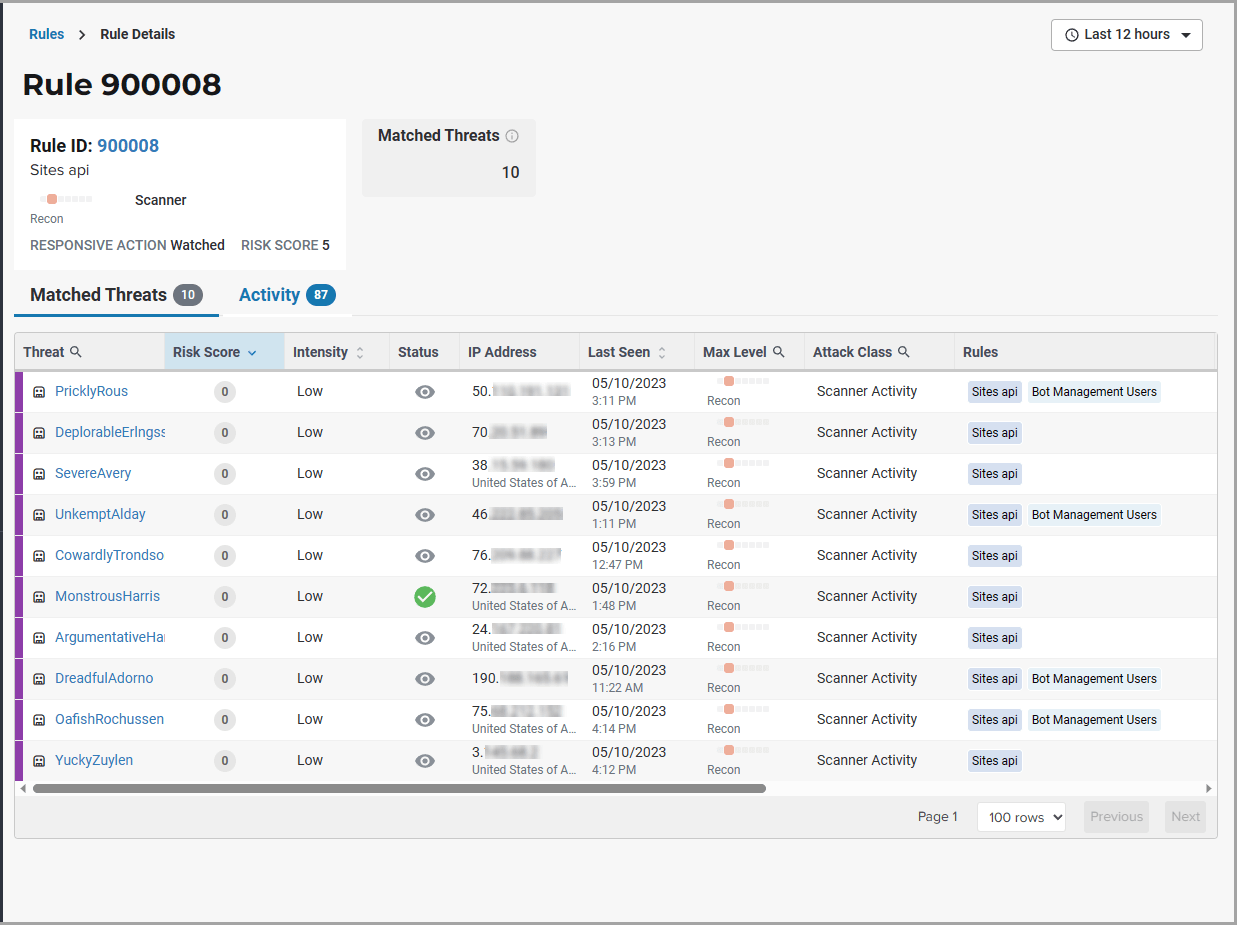 Rules > Rule Details
Last 12 hours
Rule 900008
Rule ID: 900008
Sites api
Scanner
Recon
RESPONSIVE ACTION Watched RISK SCORE 5
Matched Threats
10
Matched Threats 10 Activity 87
Threat Risk Score Intensity Status IP Address Last Seen Max Level Attack Class Rules
PricklyRous 0 Low 50. 05/10/2023 Scanner Activity Sites api Bot Management Users
3:11 PM Recon
DeplorableErlngss 0 Low 70 05/10/2023 Scanner Activity Sites api
3:13 PM Recon
SevereAvery 0 Low 38. 05/10/2023 Scanner Activity Sites api
United States of A... 3:59 PM Recon
UnkemptAlday 0 Low 46 05/10/2023 Scanner Activity Sites api Bot Management Users
1:11 PM Recon
CowardlyTrondso 0 Low 76. 05/10/2023 Scanner Activity Sites api
12:47 PM Recon
MonstrousHarris 0 Low 72. 05/10/2023 Scanner Activity Sites api
United States of A... 1:48 PM Recon
ArgumentativeHa 0 Low 24. 05/10/2023 Scanner Activity Sites api
United States of A... 2:16 PM Recon
DreadfulAdorno 0 Low 190. 05/10/2023 Scanner Activity Sites api Bot Management Users
11:22 AM Recon
OafishRochussen 0 Low 75. 05/10/2023 Scanner Activity Sites api Bot Management Users
United States of A... 4:14 PM Recon
YuckyZuylen 0 Low 3. 05/10/2023 Scanner Activity Sites api
United States of A... 4:12 PM Recon
Page 1 100 rows Previous Next